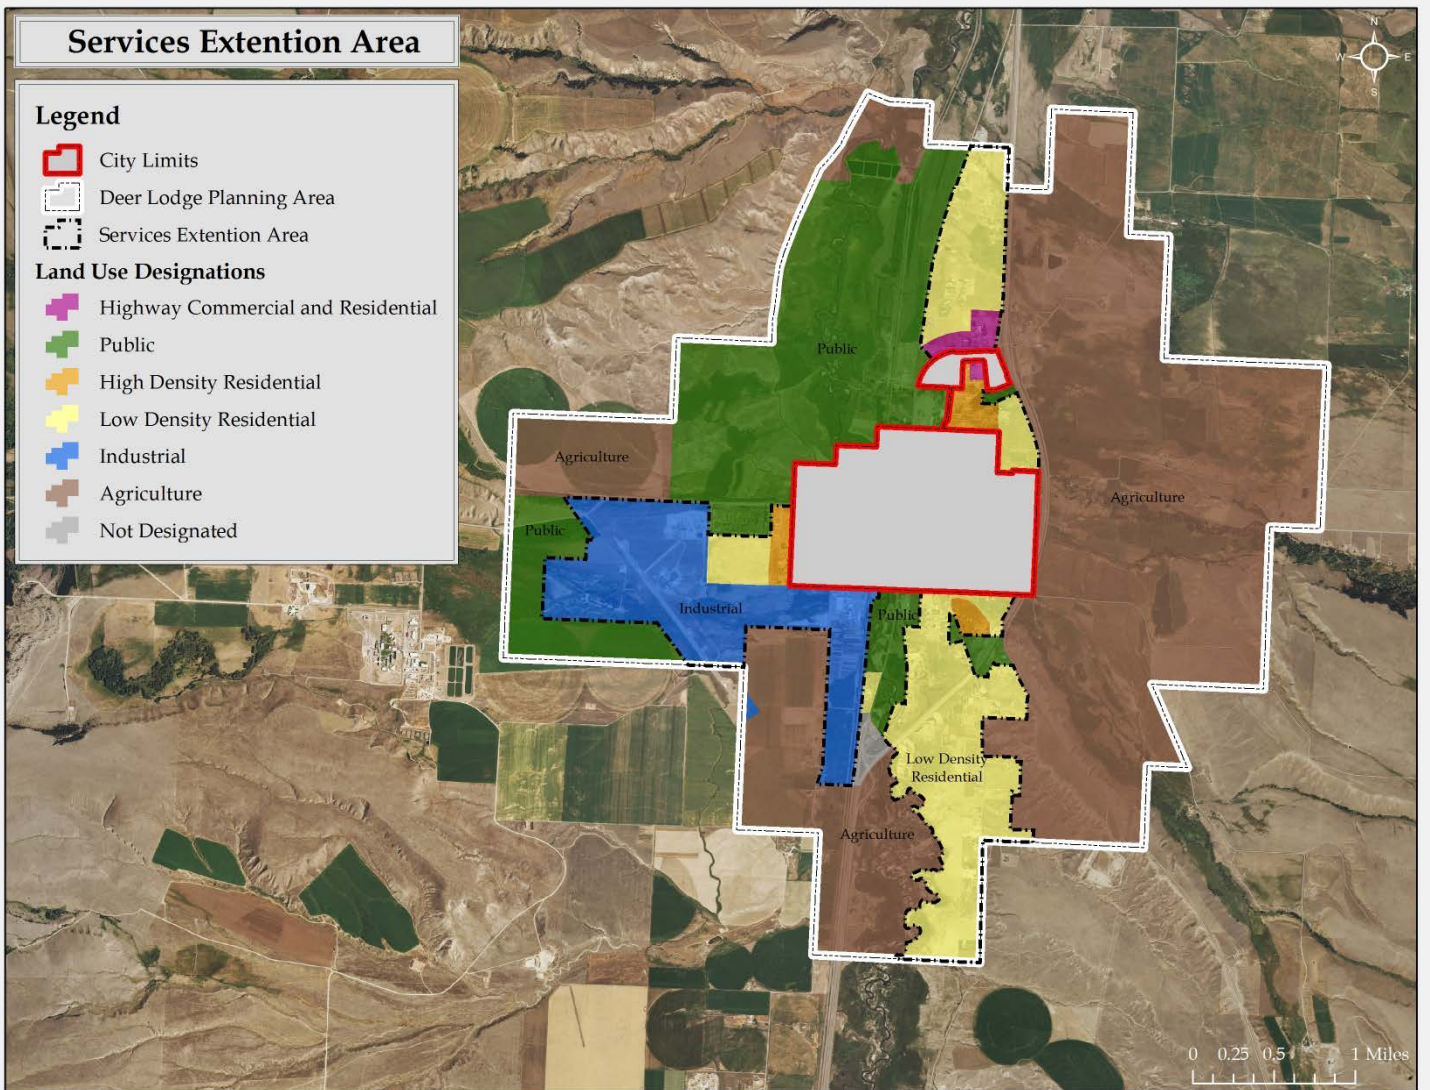 Services Extention Area
Legend
City Limits
Deer Lodge Planning Area
Services Extention Area
Land Use Designations
Highway Commercial and Residential
Public
High Density Residential
Low Density Residential
Industrial
Agriculture
Not Designated
N
W
E
S
Public
Agriculture
Agriculture
Public
Industrial
Public
Low Density
Residential
Agriculture
0 0.25 0.5 1 Miles